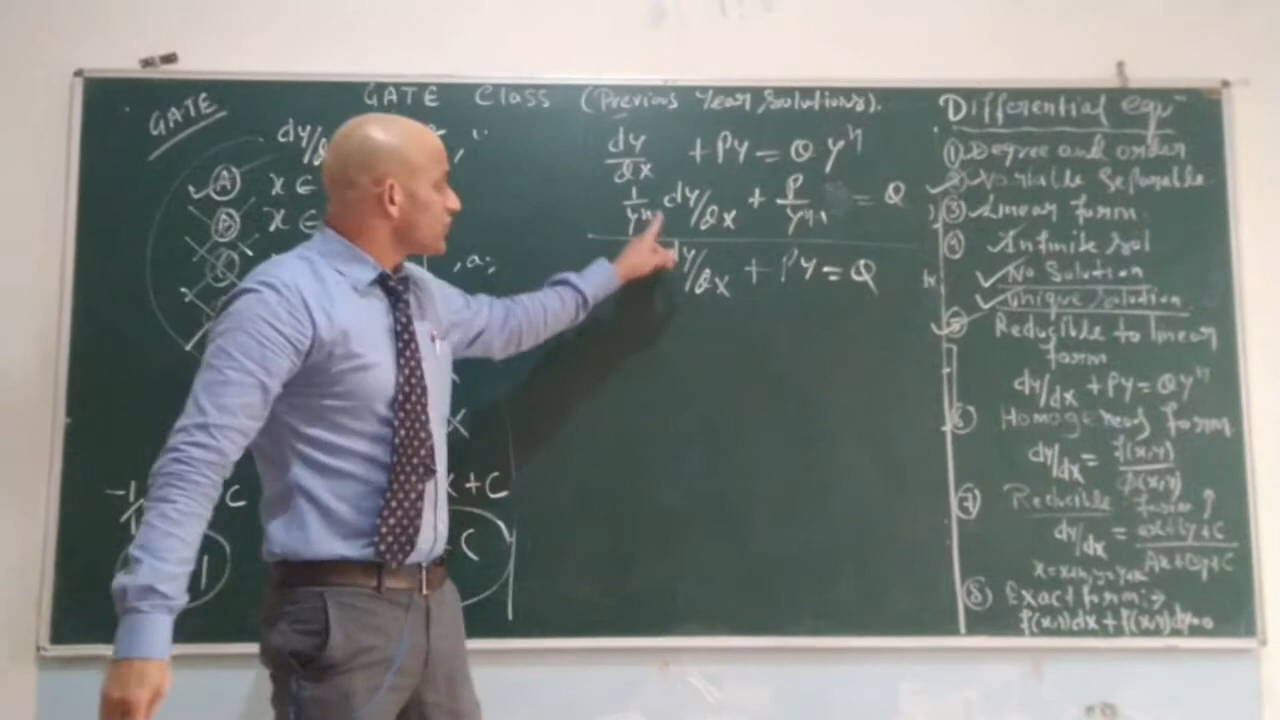 GATE Class (Previous Year Solutions).
GATE
dy/
(A) x ∈
(B) x ∈
, a;
x
x + C
-1/
C
1
C
dy/dx + Py = Q yⁿ
1/yⁿ dy/dx + P/yⁿ⁻¹ = Q
dy/dx + Py = Q
Differential eqⁿ
① Degree and order
② Variable Separable
③ Linear form
④ Infinite sol
No Solution
Unique Solution
⑤ Reducible to linear
form
dy/dx + Py = Qyⁿ
⑥ Homogeneous form
dy/dx = f(x,y)/φ(x,y)
⑦ Reducible
dy/dx = ax+by+c/Ax+By+C
⑧ Exact form :→
f(x,y)dx + f(x,y)dy=0